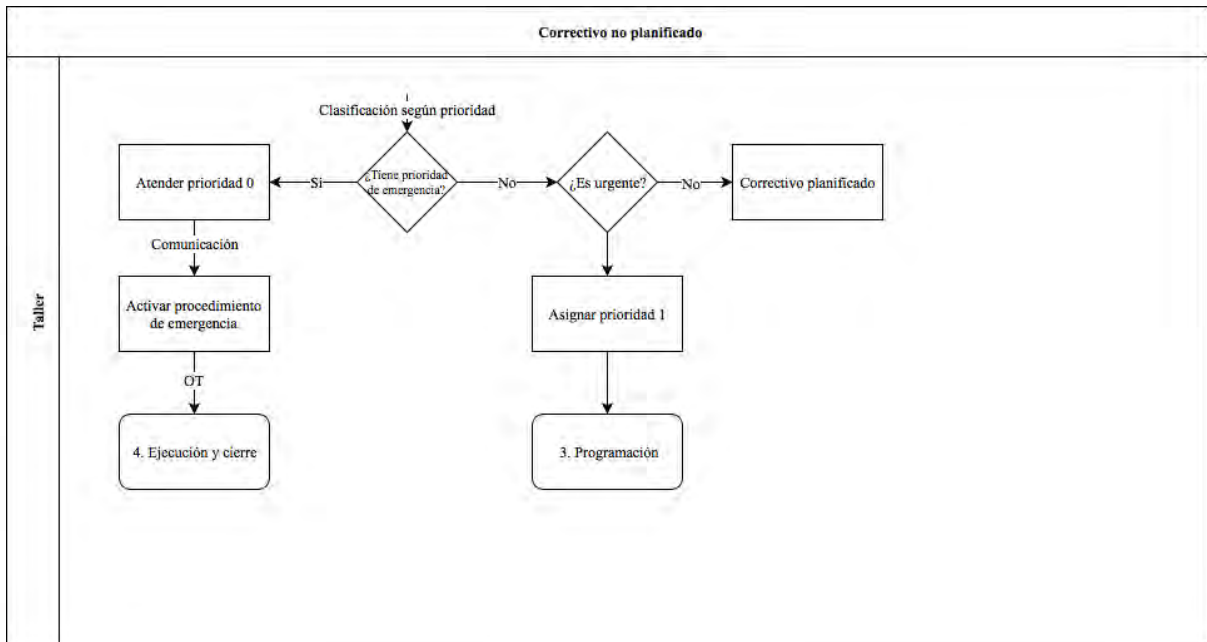 Correctivo no planificado
Taller
Clasificación según prioridad
Atender prioridad 0
Si
¿Tiene prioridad
de emergencia?
No
¿Es urgente?
No
Correctivo planificado
Comunicación
Activar procedimiento
de emergencia
Asignar prioridad 1
OT
4. Ejecución y cierre
3. Programación